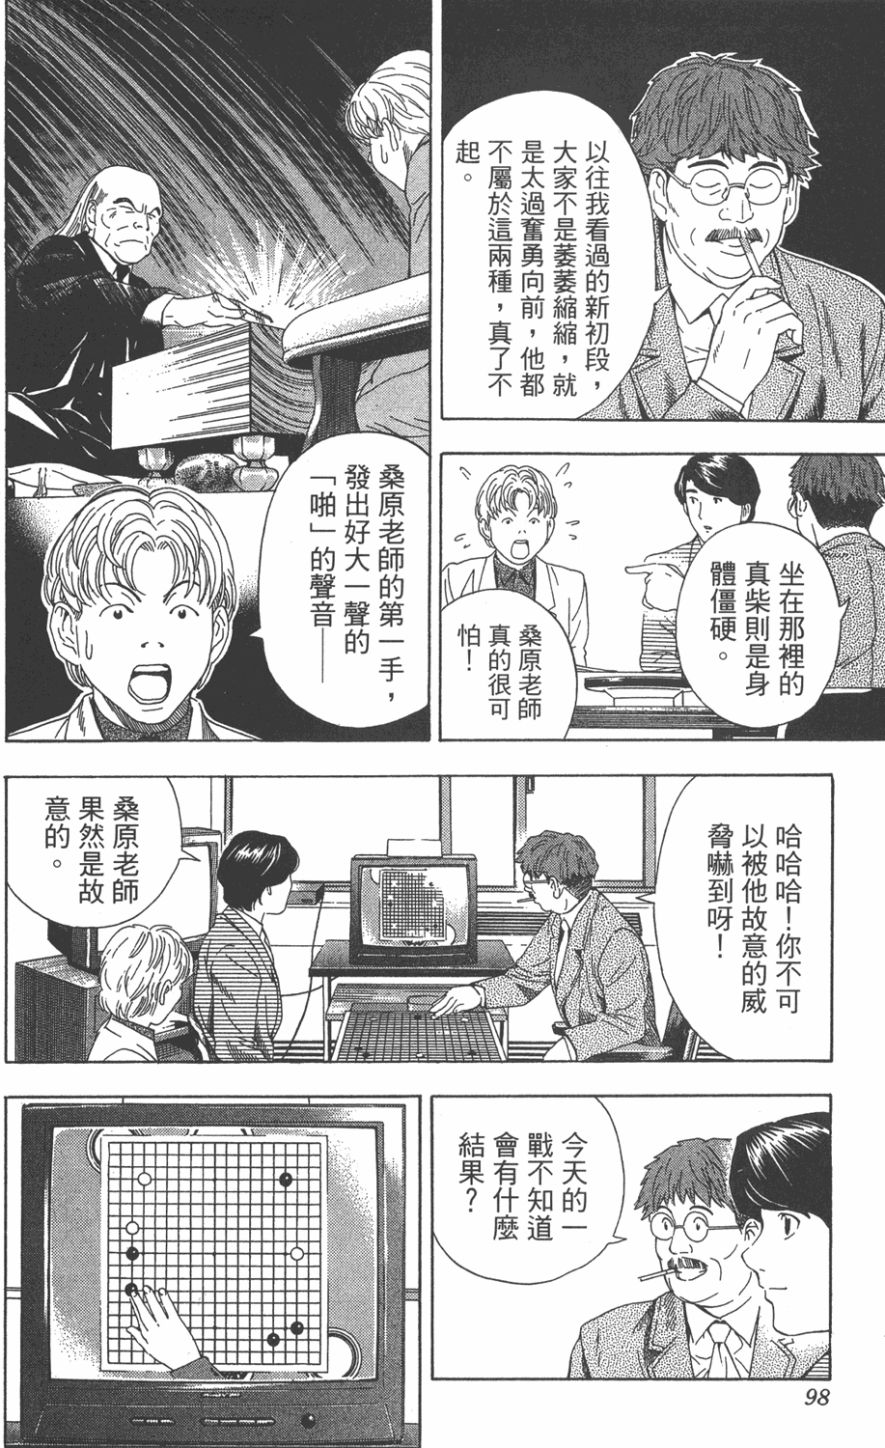 以往我看過的新初段，
大家不是萎萎縮縮，就
是太過奮勇向前，他都
不屬於這兩種，真了不
起。
坐在那裡的
真柴則是身
體僵硬。
桑原老師
真的很可
怕！
桑原老師的第一手，
發出好大一聲的
「啪」的聲音——
哈哈哈！你不可
以被他故意的威
脅嚇到呀！
桑原老師
果然是故
意的。
今天的一
戰不知道
會有什麼
結果？
98